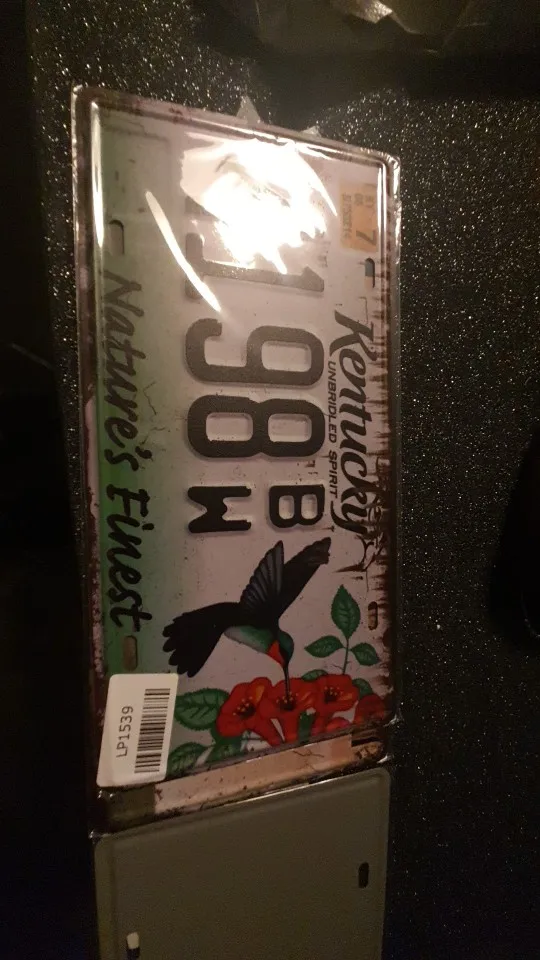 Kentucky
UNBRIDLED SPIRIT
198
B
W
Nature's Finest
LP1539